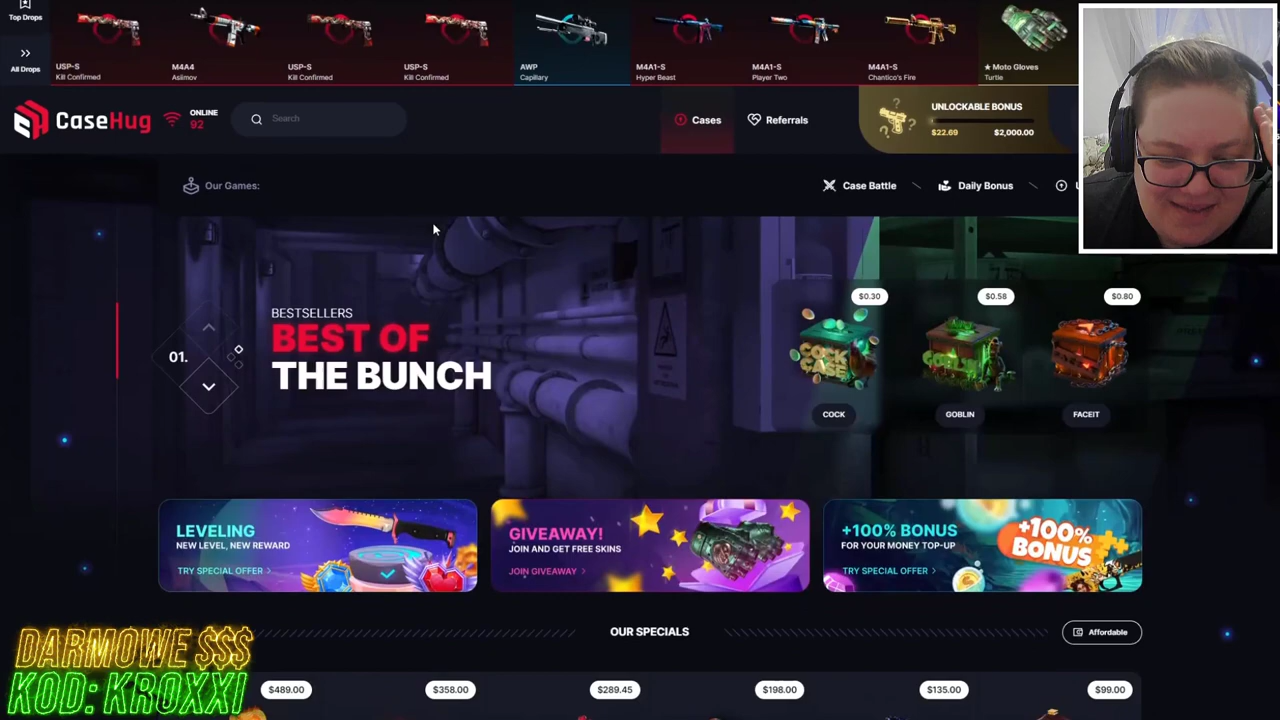 Top Drops
All Drops
USP-S
Kill Confirmed
M4A4
Asiimov
USP-S
Kill Confirmed
USP-S
Kill Confirmed
AWP
Capillary
M4A1-S
Hyper Beast
M4A1-S
Player Two
M4A1-S
Chantico's Fire
★ Moto Gloves
Turtle
CaseHug
ONLINE
92
Search
Cases
Referrals
UNLOCKABLE BONUS
$22.69
$2,000.00
Our Games:
Case Battle
Daily Bonus
U
01.
BESTSELLERS
BEST OF
THE BUNCH
$0.30
$0.58
$0.80
COCK
CASE
COCK
GOBLIN
FACEIT
LEVELING
NEW LEVEL, NEW REWARD
TRY SPECIAL OFFER >
GIVEAWAY!
JOIN AND GET FREE SKINS
JOIN GIVEAWAY >
+100% BONUS
FOR YOUR MONEY TOP-UP
TRY SPECIAL OFFER >
+100%
BONUS
OUR SPECIALS
Affordable
$489.00
$358.00
$289.45
$198.00
$135.00
$99.00
DARMOWE $$$
KOD: KROXXI